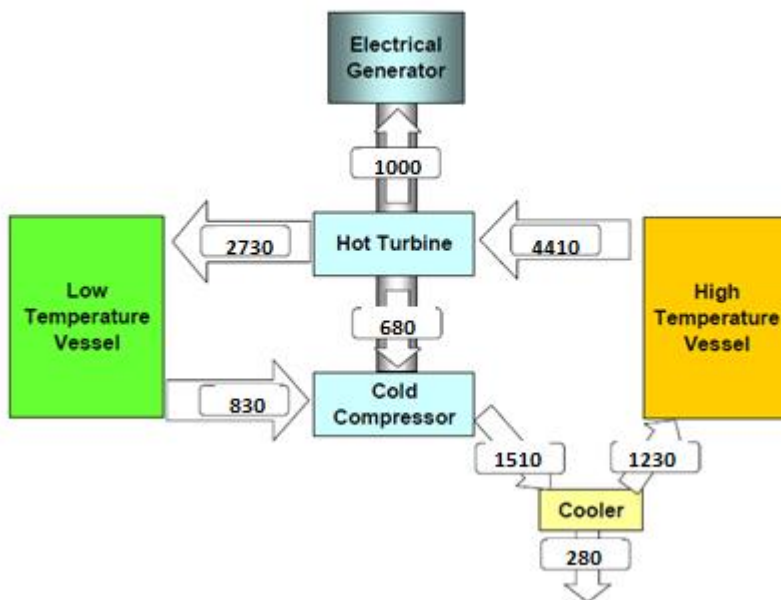 Electrical
Generator
1000
2730
Hot Turbine
4410
Low
Temperature
Vessel
High
Temperature
Vessel
680
830
Cold
Compressor
1510
1230
Cooler
280